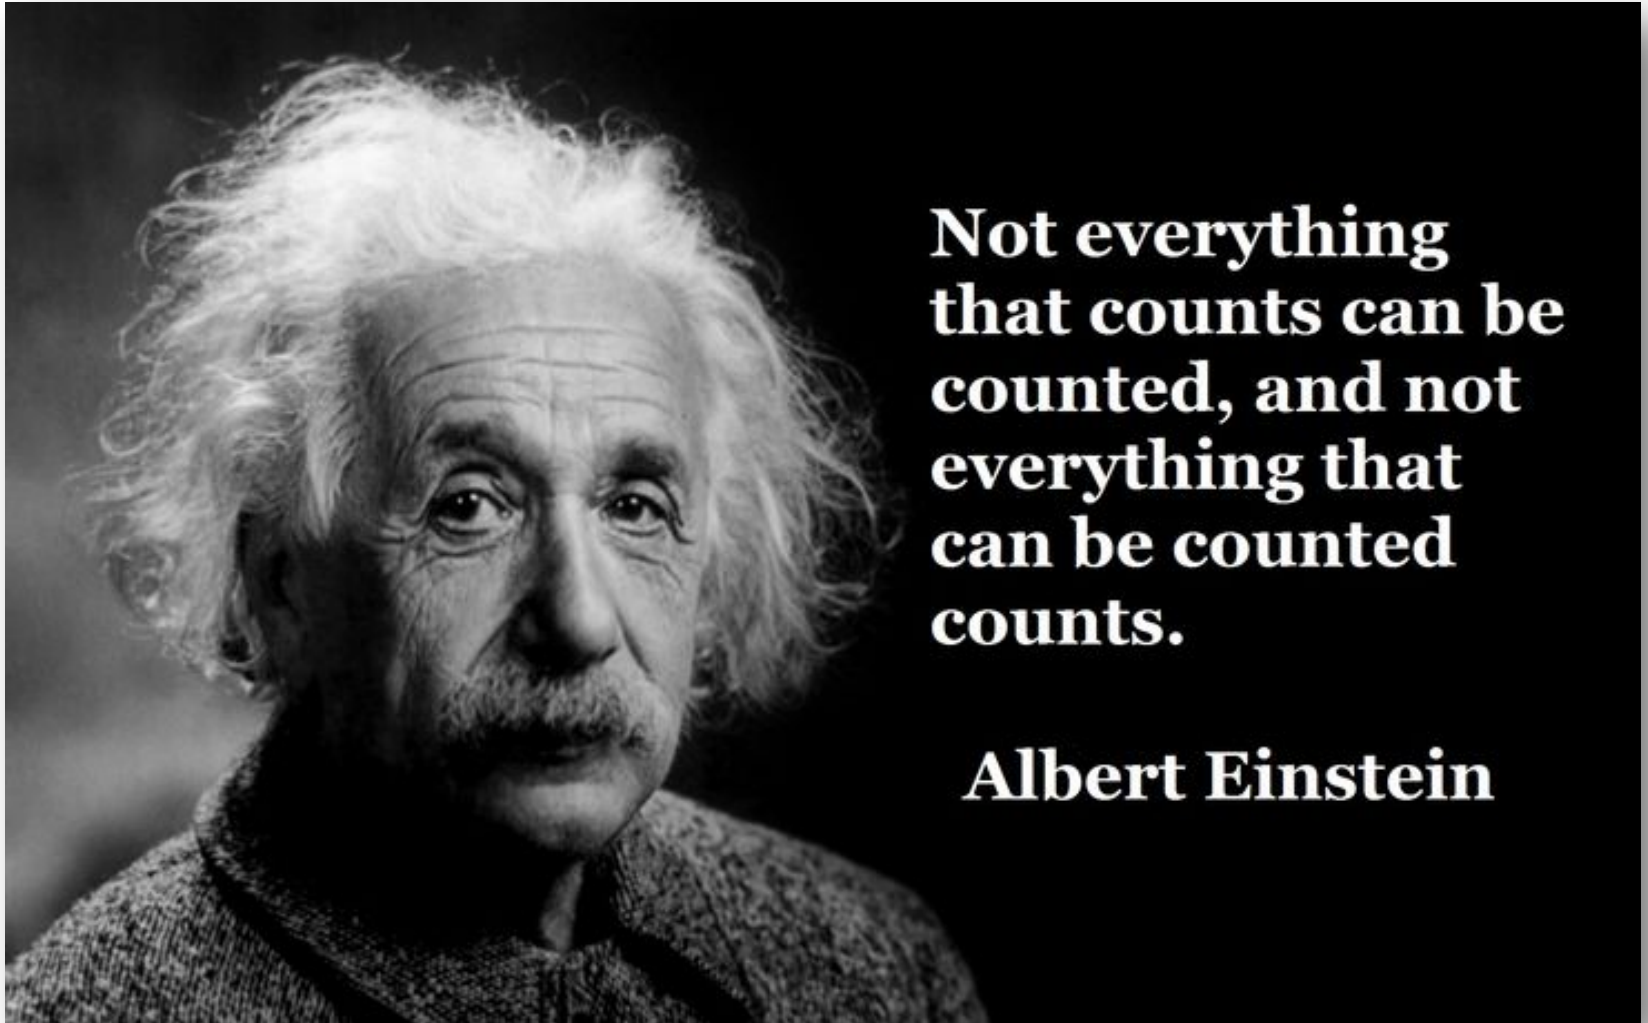 Not everything
that counts can be
counted, and not
everything that
can be counted
counts.
Albert Einstein